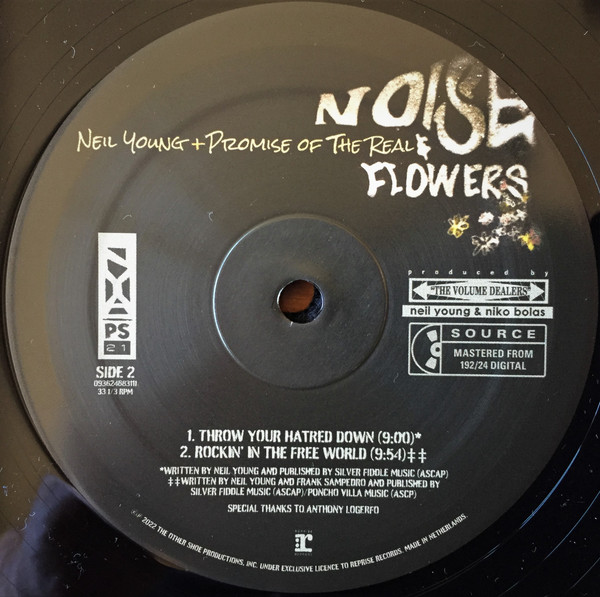 NOISE
NEIL YOUNG + PROMISE OF THE REAL
&
FLOWERS
produced by
"THE VOLUME DEALERS"
neil young & niko bolas
NYA
PS
21
SOURCE
MASTERED FROM
192/24 DIGITAL
SIDE 2
093624883111
33 1/3 RPM
1. THROW YOUR HATRED DOWN (9:00)*
2. ROCKIN' IN THE FREE WORLD (9:54)‡‡
*WRITTEN BY NEIL YOUNG AND PUBLISHED BY SILVER FIDDLE MUSIC (ASCAP)
‡‡WRITTEN BY NEIL YOUNG AND FRANK SAMPEDRO AND PUBLISHED BY
SILVER FIDDLE MUSIC (ASCAP)/PONCHO VILLA MUSIC (ASCP)
SPECIAL THANKS TO ANTHONY LOGERFO
r
℗© 2022 THE OTHER SHOE PRODUCTIONS, INC. UNDER EXCLUSIVE LICENCE TO REPRISE RECORDS. MADE IN NETHERLANDS.